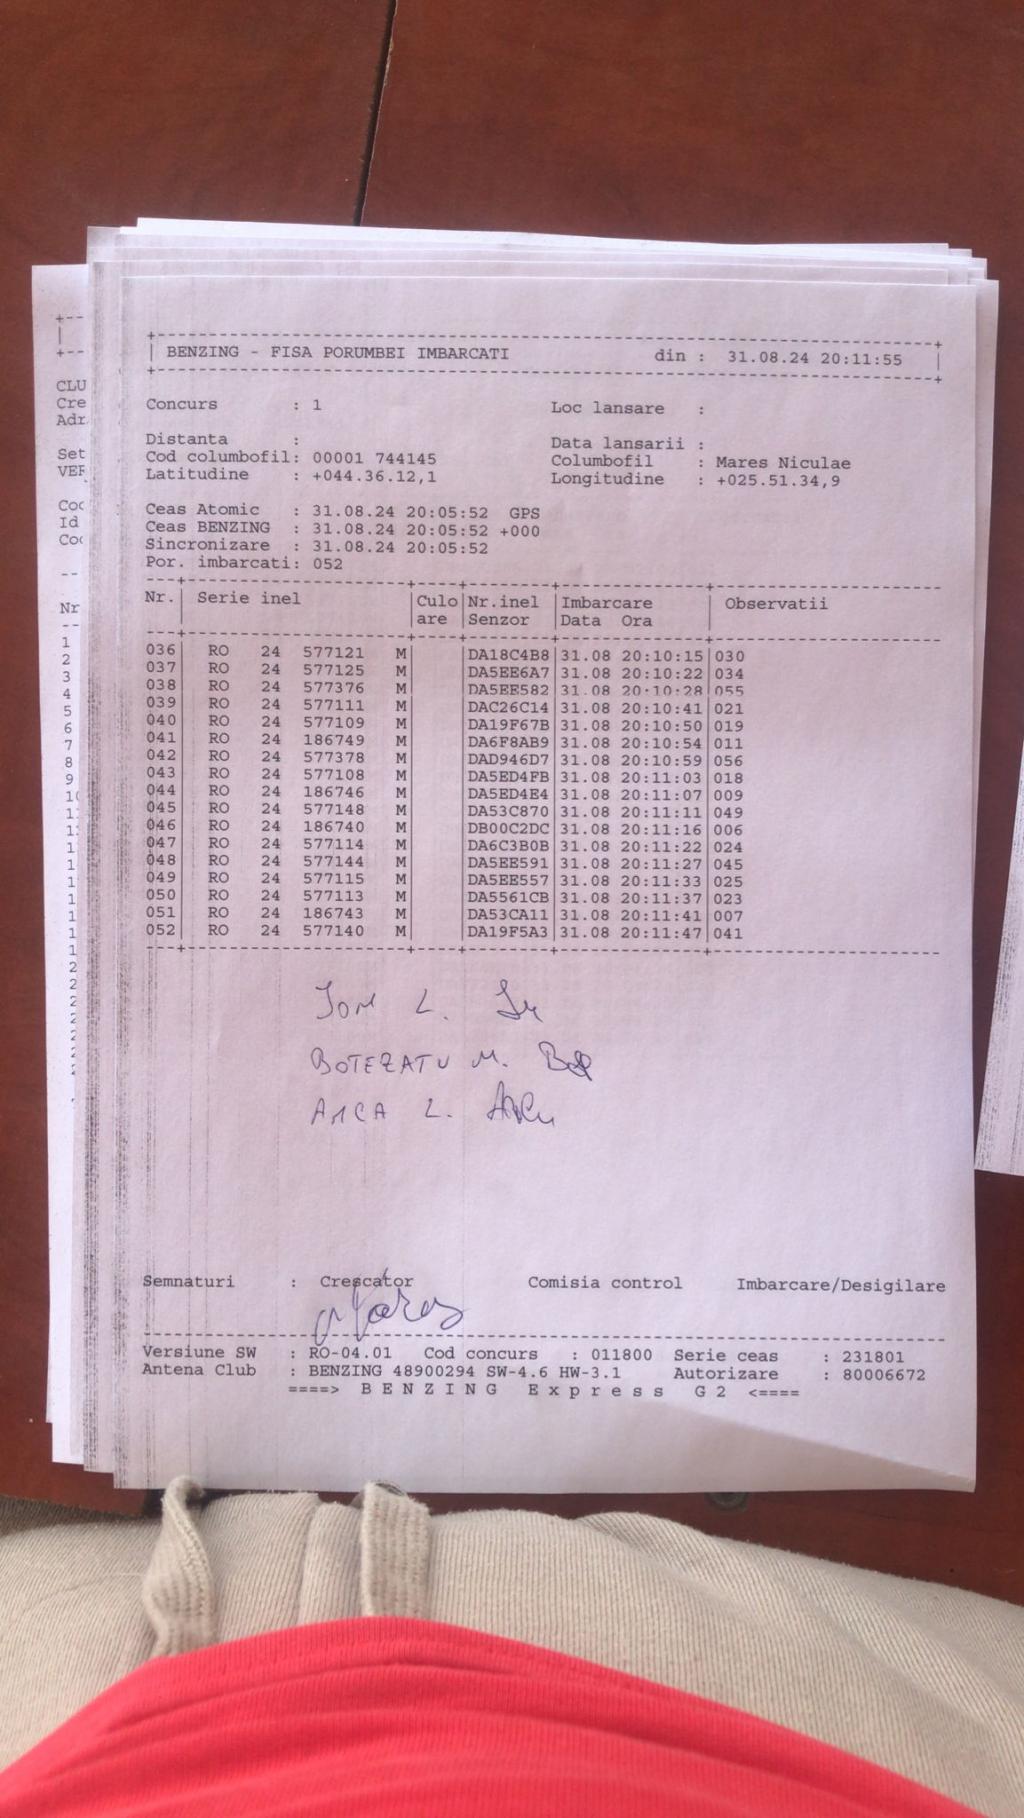 BENZING - FISA PORUMBEI IMBARCATI din : 31.08.24 20:11:55
Concurs : 1 Loc lansare :
Distanta : Data lansarii :
Cod columbofil: 00001 744145 Columbofil : Mares Niculae
Latitudine : +044.36.12,1 Longitudine : +025.51.34,9
Ceas Atomic : 31.08.24 20:05:52 GPS
Ceas BENZING : 31.08.24 20:05:52 +000
Sincronizare : 31.08.24 20:05:52
Por. imbarcati: 052
Nr. Serie inel Culo Nr.inel Imbarcare Observatii
are Senzor Data Ora
036 RO 24 577121 M DA18C4B8 31.08 20:10:15 030
037 RO 24 577125 M DA5EE6A7 31.08 20:10:22 034
038 RO 24 577376 M DA5EE582 31.08 20:10:28 055
039 RO 24 577111 M DAC26C14 31.08 20:10:41 021
040 RO 24 577109 M DA19F67B 31.08 20:10:50 019
041 RO 24 186749 M DA6F8AB9 31.08 20:10:54 011
042 RO 24 577378 M DAD946D7 31.08 20:10:59 056
043 RO 24 577108 M DA5ED4FB 31.08 20:11:03 018
044 RO 24 186746 M DA5ED4E4 31.08 20:11:07 009
045 RO 24 577148 M DA53C870 31.08 20:11:11 049
046 RO 24 186740 M DB00C2DC 31.08 20:11:16 006
047 RO 24 577114 M DA6C3B0B 31.08 20:11:22 024
048 RO 24 577144 M DA5EE591 31.08 20:11:27 045
049 RO 24 577115 M DA5EE557 31.08 20:11:33 025
050 RO 24 577113 M DA5561CB 31.08 20:11:37 023
051 RO 24 186743 M DA53CA11 31.08 20:11:41 007
052 RO 24 577140 M DA19F5A3 31.08 20:11:47 041
ION L.
BOTEZATU M.
ANCA L.
Semnaturi : Crescator Comisia control Imbarcare/Desigilare
Versiune SW : RO-04.01 Cod concurs : 011800 Serie ceas : 231801
Antena Club : BENZING 48900294 SW-4.6 HW-3.1 Autorizare : 80006672
====> B E N Z I N G E x p r e s s G 2 <====